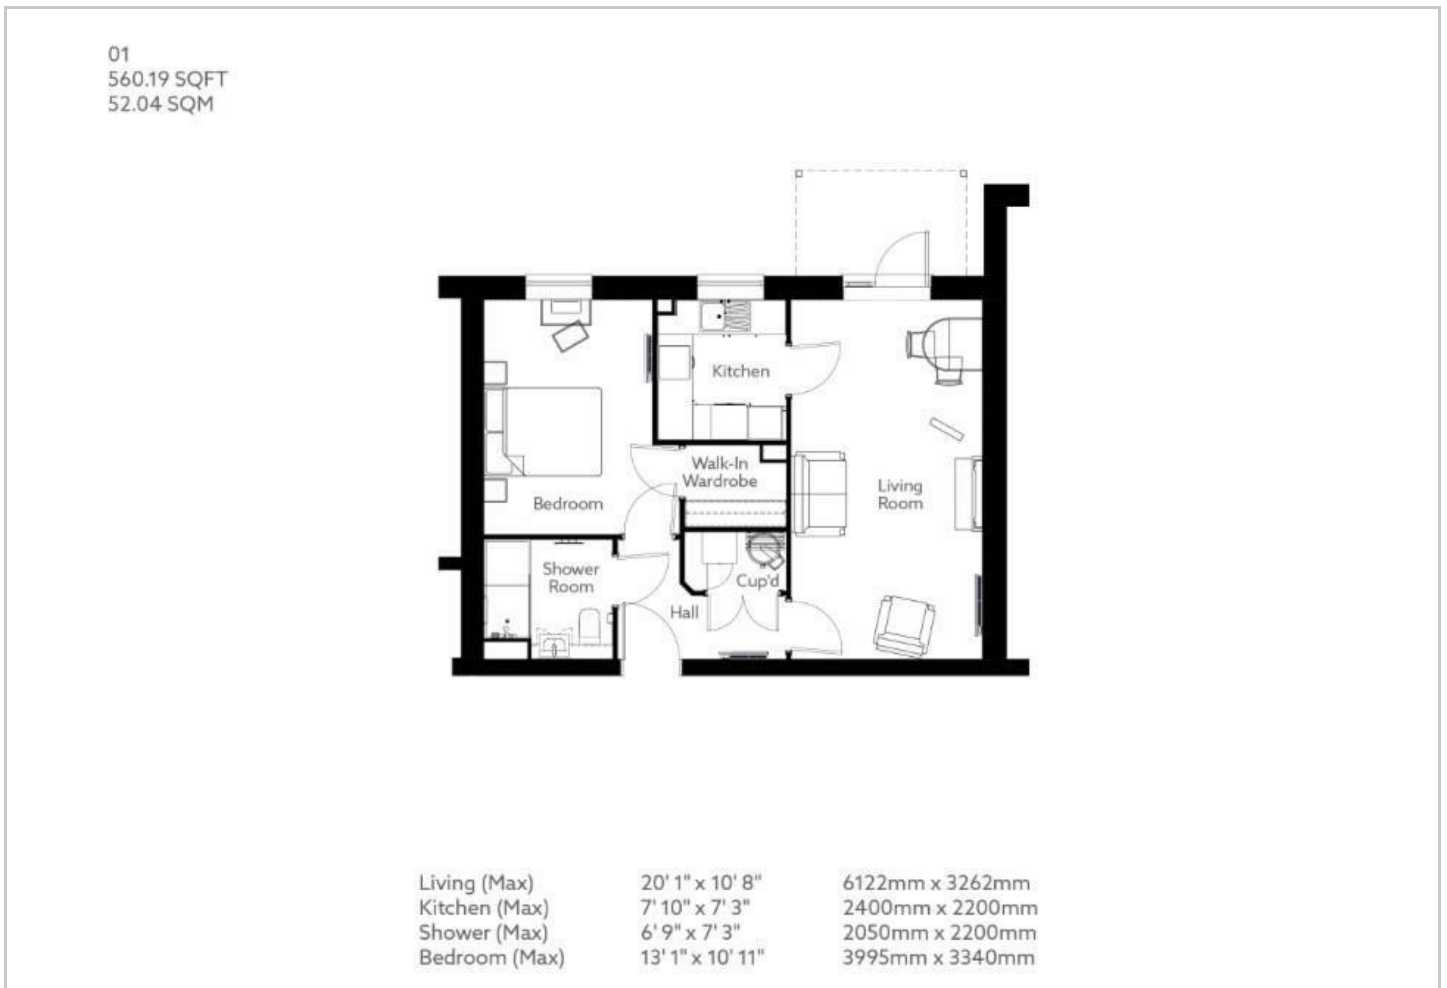 01
560.19 SQFT
52.04 SQM
Kitchen
Walk-In
Wardrobe
Living
Room
Bedroom
Shower
Room
Cup'd
Hall
Living (Max) 20' 1" x 10' 8" 6122mm x 3262mm
Kitchen (Max) 7' 10" x 7' 3" 2400mm x 2200mm
Shower (Max) 6' 9" x 7' 3" 2050mm x 2200mm
Bedroom (Max) 13' 1" x 10' 11" 3995mm x 3340mm